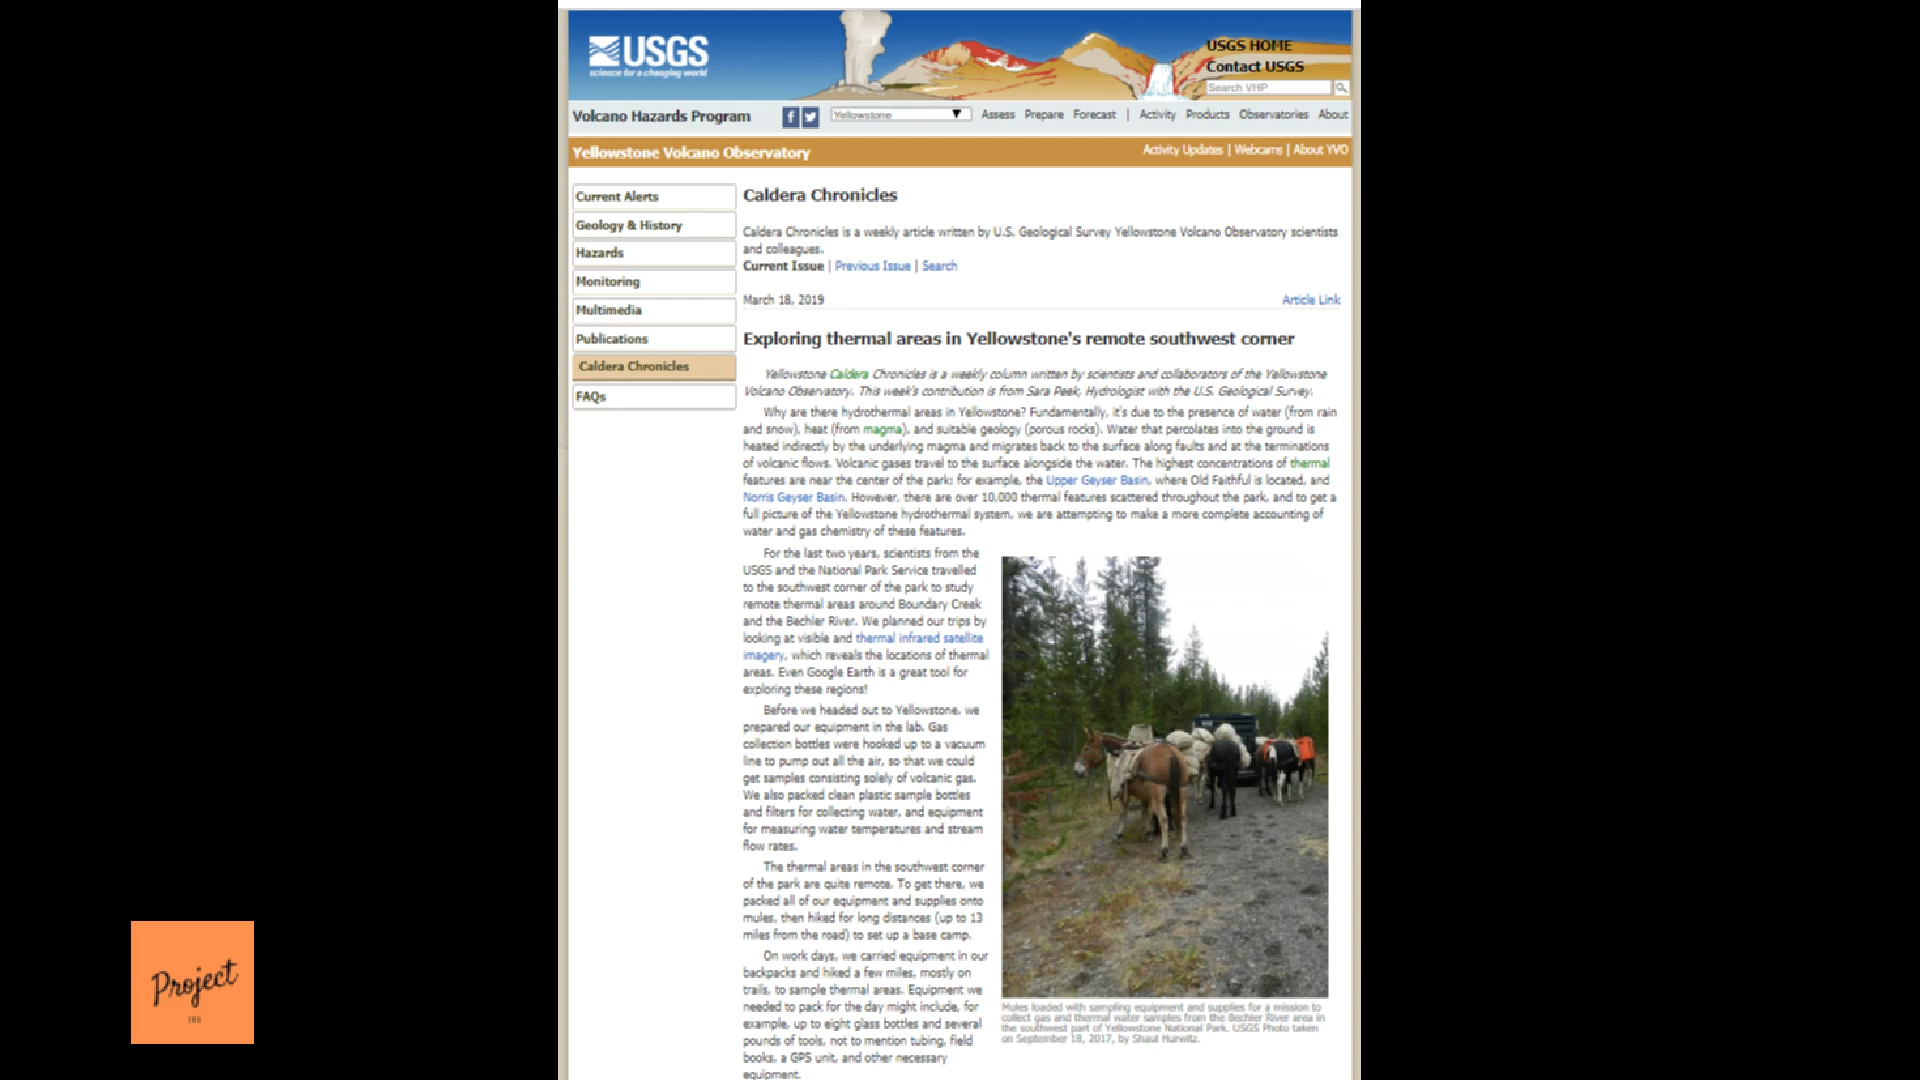 USGS
science for a changing world
USGS HOME
Contact USGS
Search VHP
Volcano Hazards Program
Yellowstone
Assess Prepare Forecast | Activity Products Observatories About
Yellowstone Volcano Observatory
Activity Updates | Webcams | About YVO
Current Alerts
Geology & History
Hazards
Monitoring
Multimedia
Publications
Caldera Chronicles
FAQs
Caldera Chronicles
Caldera Chronicles is a weekly article written by U.S. Geological Survey Yellowstone Volcano Observatory scientists
and colleagues.
Current Issue | Previous Issue | Search
March 18, 2019
Article Link
Exploring thermal areas in Yellowstone's remote southwest corner
Yellowstone Caldera Chronicles is a weekly column written by scientists and collaborators of the Yellowstone
Volcano Observatory. This week's contribution is from Sara Peek, Hydrologist with the U.S. Geological Survey.
Why are there hydrothermal areas in Yellowstone? Fundamentally, it's due to the presence of water (from rain
and snow), heat (from magma), and suitable geology (porous rocks). Water that percolates into the ground is
heated indirectly by the underlying magma and migrates back to the surface along faults and at the terminations
of volcanic flows. Volcanic gases travel to the surface alongside the water. The highest concentrations of thermal
features are near the center of the park: for example, the Upper Geyser Basin, where Old Faithful is located, and
Norris Geyser Basin. However, there are over 10,000 thermal features scattered throughout the park, and to get a
full picture of the Yellowstone hydrothermal system, we are attempting to make a more complete accounting of
water and gas chemistry of these features.
For the last two years, scientists from the
USGS and the National Park Service travelled
to the southwest corner of the park to study
remote thermal areas around Boundary Creek
and the Bechler River. We planned our trips by
looking at visible and thermal infrared satellite
imagery, which reveals the locations of thermal
areas. Even Google Earth is a great tool for
exploring these regions!
Before we headed out to Yellowstone, we
prepared our equipment in the lab. Gas
collection bottles were hooked up to a vacuum
line to pump out all the air, so that we could
get samples consisting solely of volcanic gas.
We also packed clean plastic sample bottles
and filters for collecting water, and equipment
for measuring water temperatures and stream
flow rates.
The thermal areas in the southwest corner
of the park are quite remote. To get there, we
packed all of our equipment and supplies onto
mules, then hiked for long distances (up to 13
miles from the road) to set up a base camp.
On work days, we carried equipment in our
backpacks and hiked a few miles, mostly on
trails, to sample thermal areas. Equipment we
needed to pack for the day might include, for
example, up to eight glass bottles and several
pounds of tools, not to mention tubing, field
books, a GPS unit, and other necessary
equipment.
Mules loaded with sampling equipment and supplies for a mission to
collect gas and thermal water samples from the Bechler River area in
the southwest part of Yellowstone National Park. USGS Photo taken
on September 18, 2017, by Shaul Hurwitz.
Project